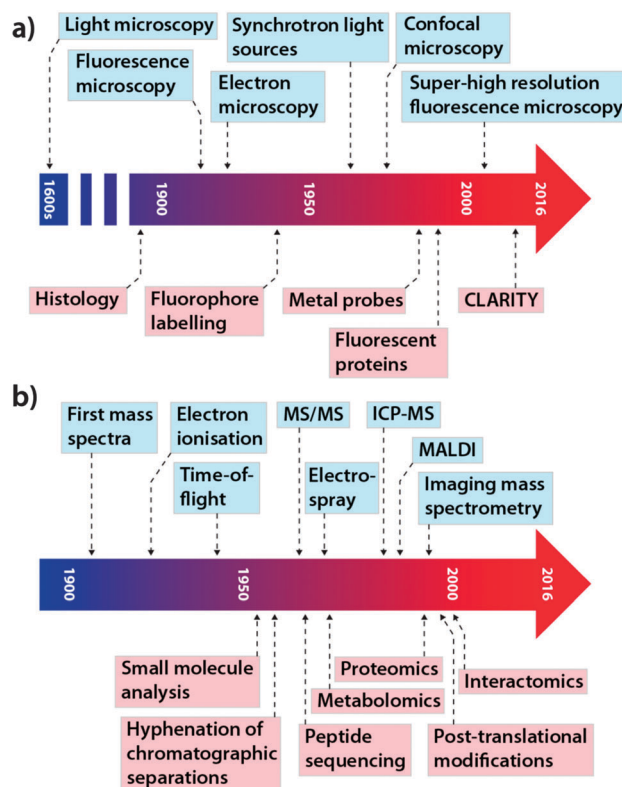 a)
Light microscopy
Synchrotron light
sources
Confocal
microscopy
Fluorescence
microscopy
Electron
microscopy
Super-high resolution
fluorescence microscopy
1600s
1900
1950
2000
2016
Histology
Fluorophore
labelling
Metal probes
CLARITY
Fluorescent
proteins
b)
First mass
spectra
Electron
ionisation
MS/MS
ICP-MS
Time-of-
flight
Electro-
spray
MALDI
Imaging mass
spectrometry
1900
1950
2000
2016
Small molecule
analysis
Proteomics
Interactomics
Metabolomics
Hyphenation of
chromatographic
separations
Peptide
sequencing
Post-translational
modifications